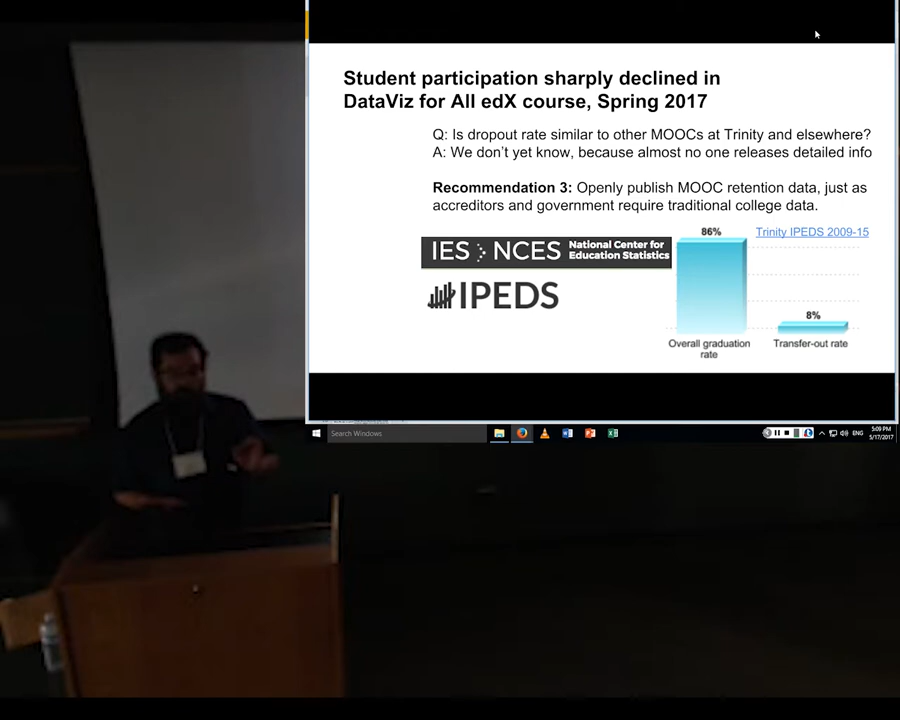 Student participation sharply declined in
DataViz for All edX course, Spring 2017
Q: Is dropout rate similar to other MOOCs at Trinity and elsewhere?
A: We don't yet know, because almost no one releases detailed info
Recommendation 3: Openly publish MOOC retention data, just as
accreditors and government require traditional college data.
IES NCES National Center for
Education Statistics
IPEDS
Trinity IPEDS 2009-15
86%
8%
Overall graduation
rate
Transfer-out rate
Search Windows
ENG
5:09 PM
5/17/2017